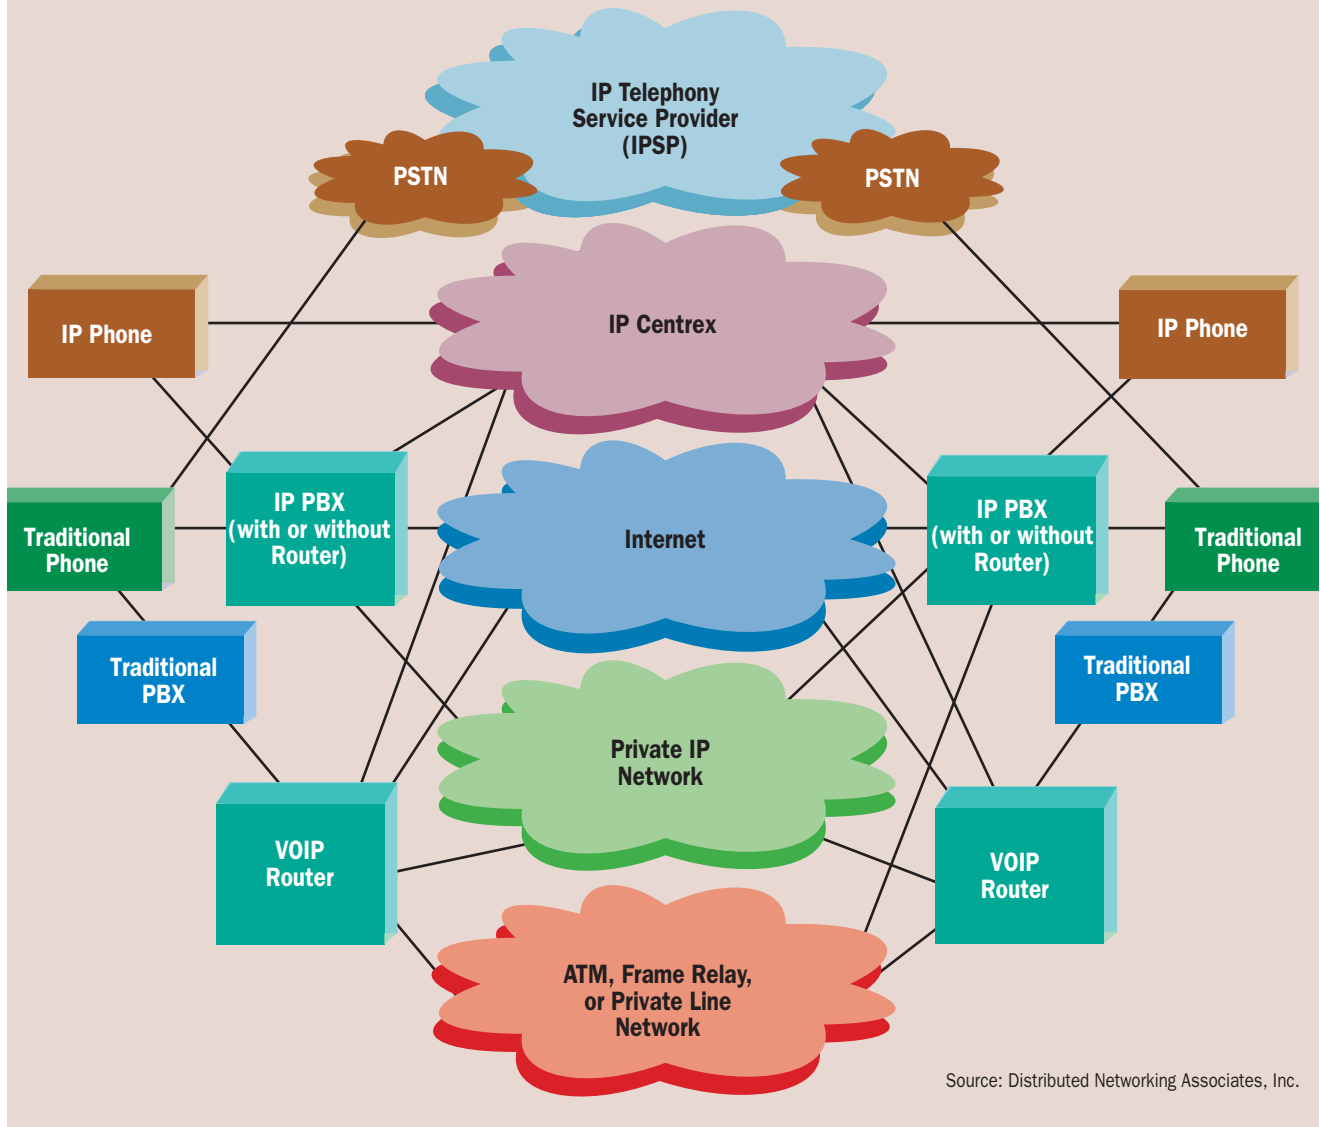 IP Telephony
Service Provider
(IPSP)
PSTN
PSTN
IP Centrex
IP Phone
IP Phone
IP PBX
(with or without
Router)
IP PBX
(with or without
Router)
Traditional
Phone
Internet
Traditional
Phone
Traditional
PBX
Traditional
PBX
Private IP
Network
VOIP
Router
VOIP
Router
ATM, Frame Relay,
or Private Line
Network
Source: Distributed Networking Associates, Inc.